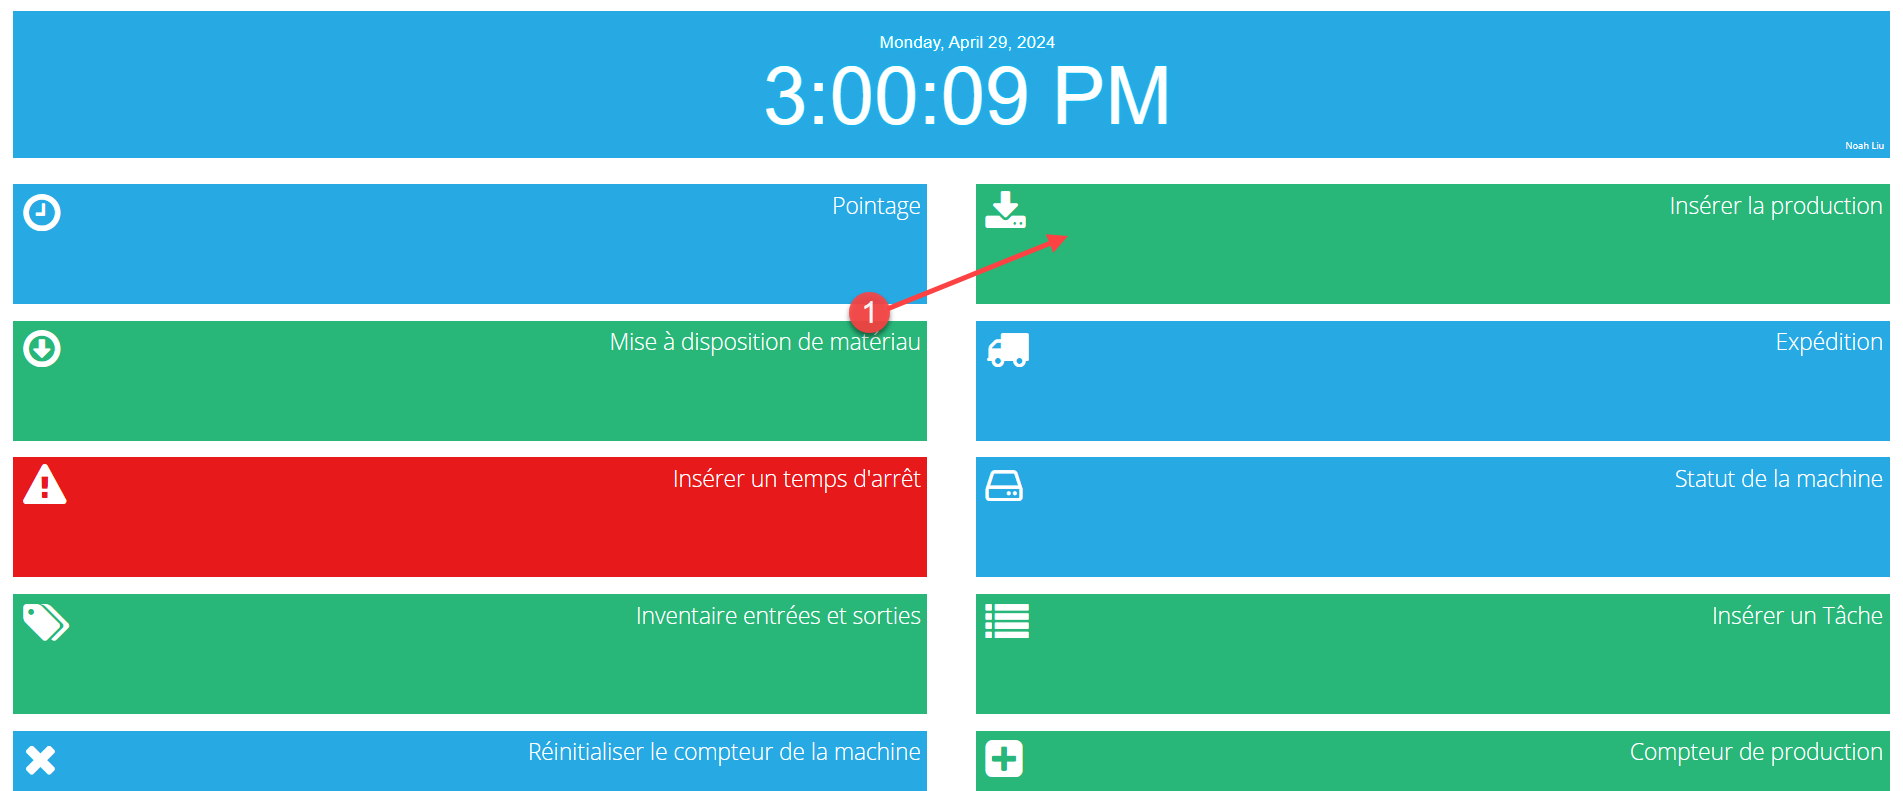 Monday, April 29, 2024
3:00:09 PM
Noah Liu
Pointage
Insérer la production
1
Mise à disposition de matériau
Expédition
Insérer un temps d'arrêt
Statut de la machine
Inventaire entrées et sorties
Insérer un Tâche
Réinitialiser le compteur de la machine
Compteur de production